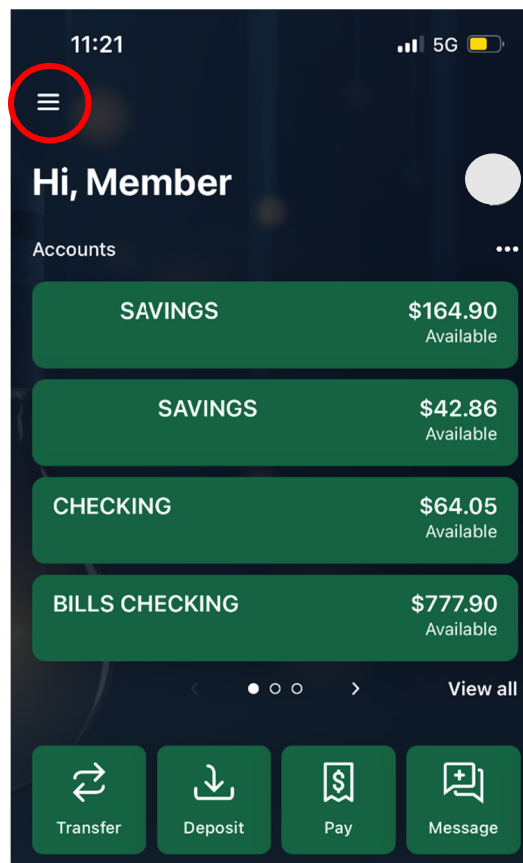 11:21 5G
Hi, Member
Accounts
SAVINGS $164.90
Available
SAVINGS $42.86
Available
CHECKING $64.05
Available
BILLS CHECKING $777.90
Available
View all
Transfer Deposit Pay Message